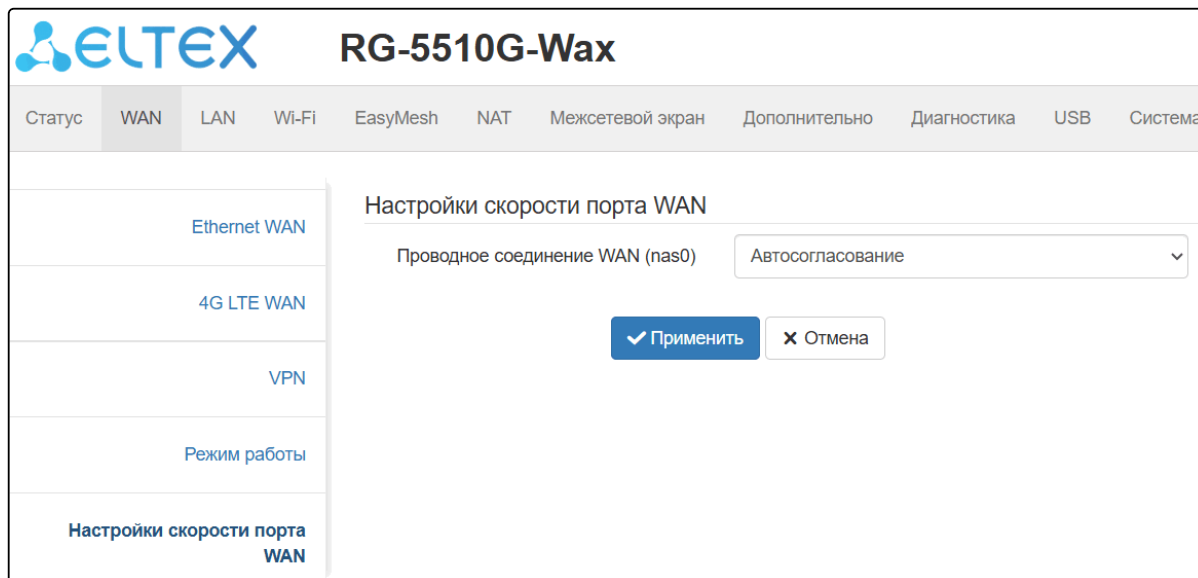 ELTEX RG-5510G-Wax
Статус WAN LAN Wi-Fi EasyMesh NAT Межсетевой экран Дополнительно Диагностика USB Система
Ethernet WAN
4G LTE WAN
VPN
Режим работы
Настройки скорости порта
WAN
Настройки скорости порта WAN
Проводное соединение WAN (nas0) Автосогласование
Применить Отмена